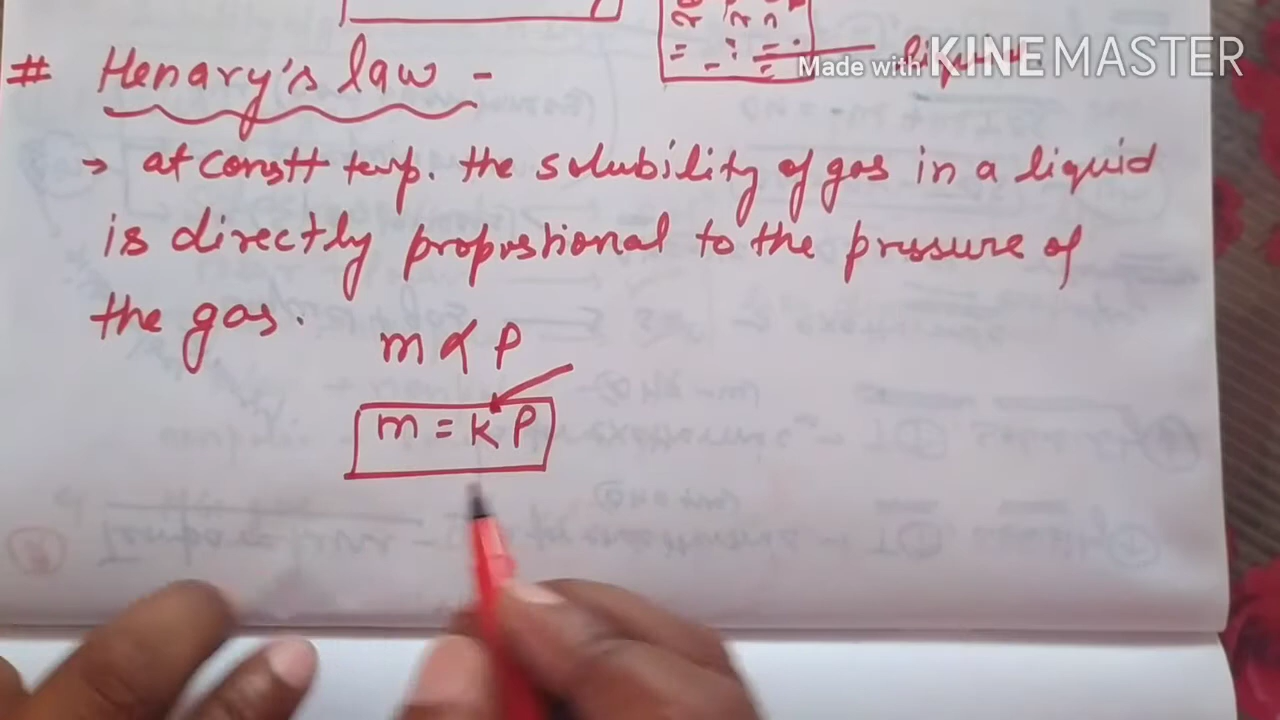 Made with KINEMASTER
# Henary's law -
→ at constt temp. the solubility of gas in a liquid
is directly proportional to the pressure of
the gas.
m ∝ P
m = K P